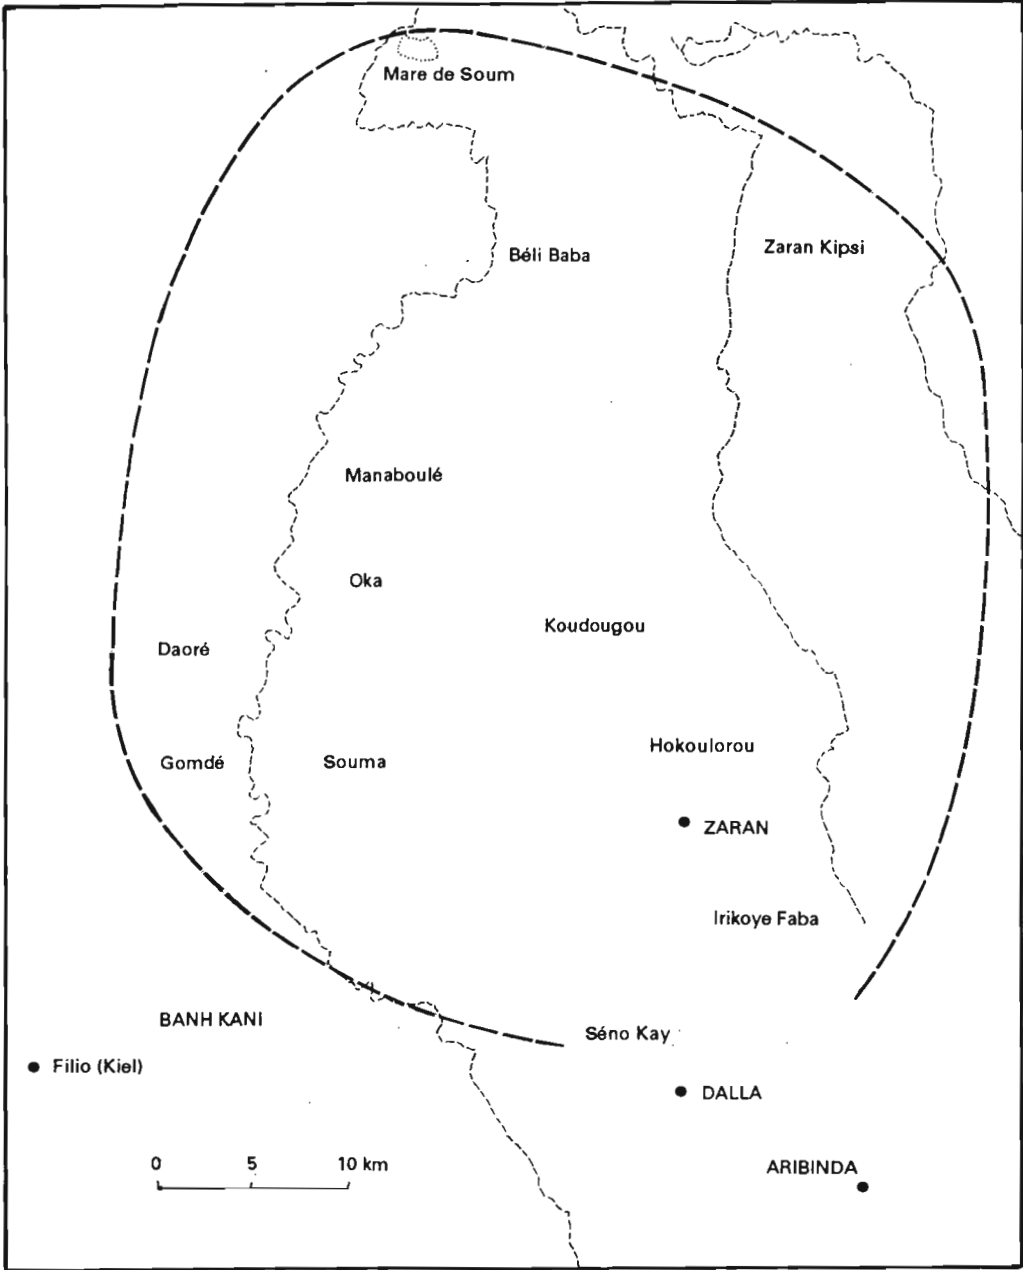 Mare de Soum
Béli Baba
Zaran Kipsi
Manaboulé
Oka
Koudougou
Daoré
Hokoulorou
Gomdé
Souma
ZARAN
Irikoye Faba
BANH KANI
Séno Kay
Filio (Kiel)
DALLA
0 5 10 km
ARIBINDA